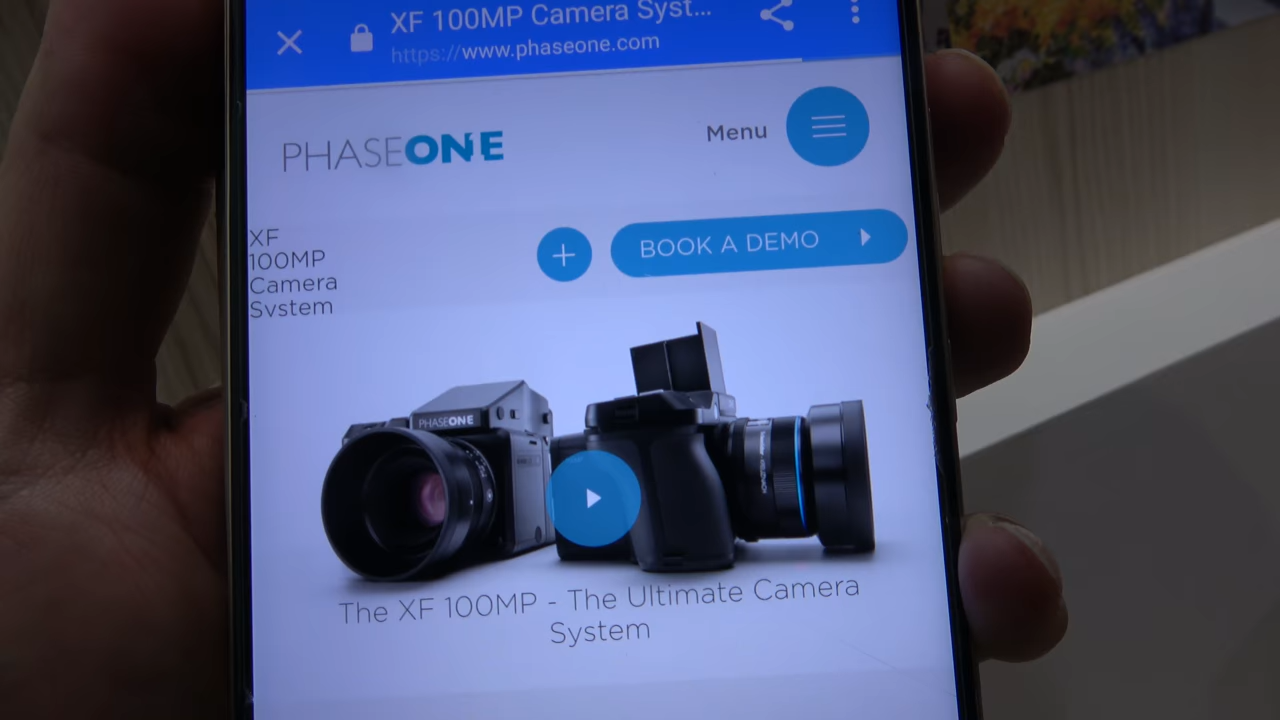 XF 100MP Camera Syst...
https://www.phaseone.com
PHASEONE
Menu
XF
100MP
Camera
System
BOOK A DEMO
PHASEONE
The XF 100MP - The Ultimate Camera
System